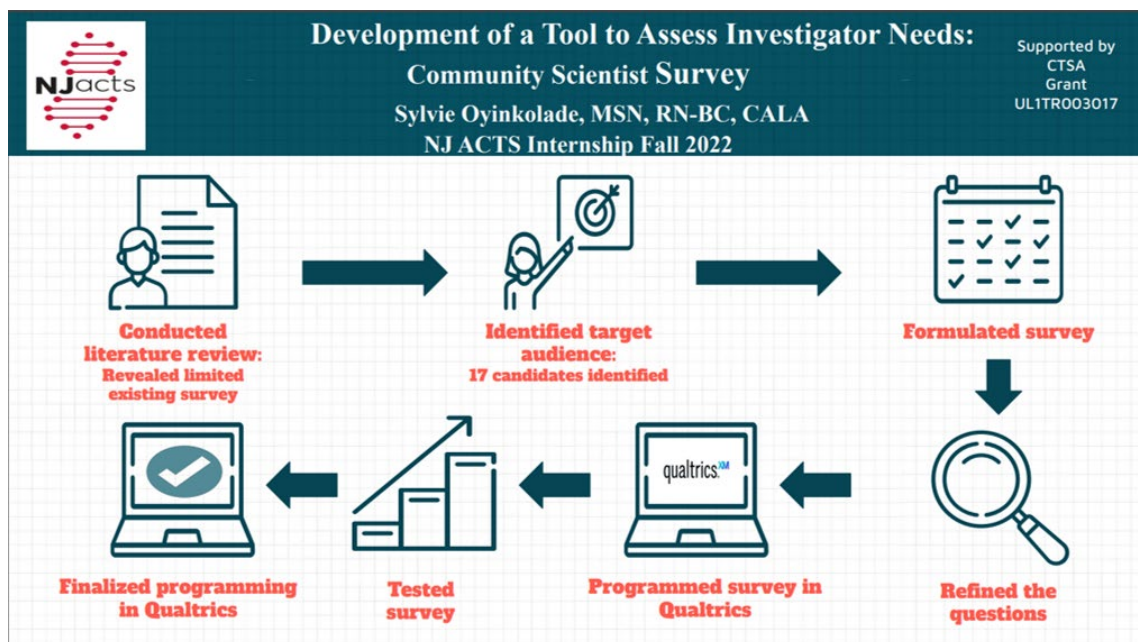 NJacts
Development of a Tool to Assess Investigator Needs:
Community Scientist Survey
Sylvie Oyinkolade, MSN, RN-BC, CALA
NJ ACTS Internship Fall 2022
Supported by
CTSA
Grant
UL1TR003017
Conducted
literature review:
Revealed limited
existing survey
Identified target
audience:
17 candidates identified
Formulated survey
Refined the
questions
qualtrics.XM
Programmed survey in
Qualtrics
Tested
survey
Finalized programming
in Qualtrics